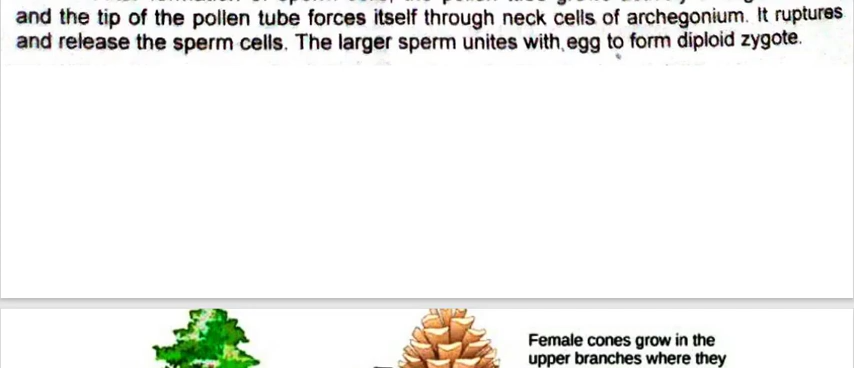 and the tip of the pollen tube forces itself through neck cells of archegonium. It ruptures
and release the sperm cells. The larger sperm unites with egg to form diploid zygote.
Female cones grow in the
upper branches where they